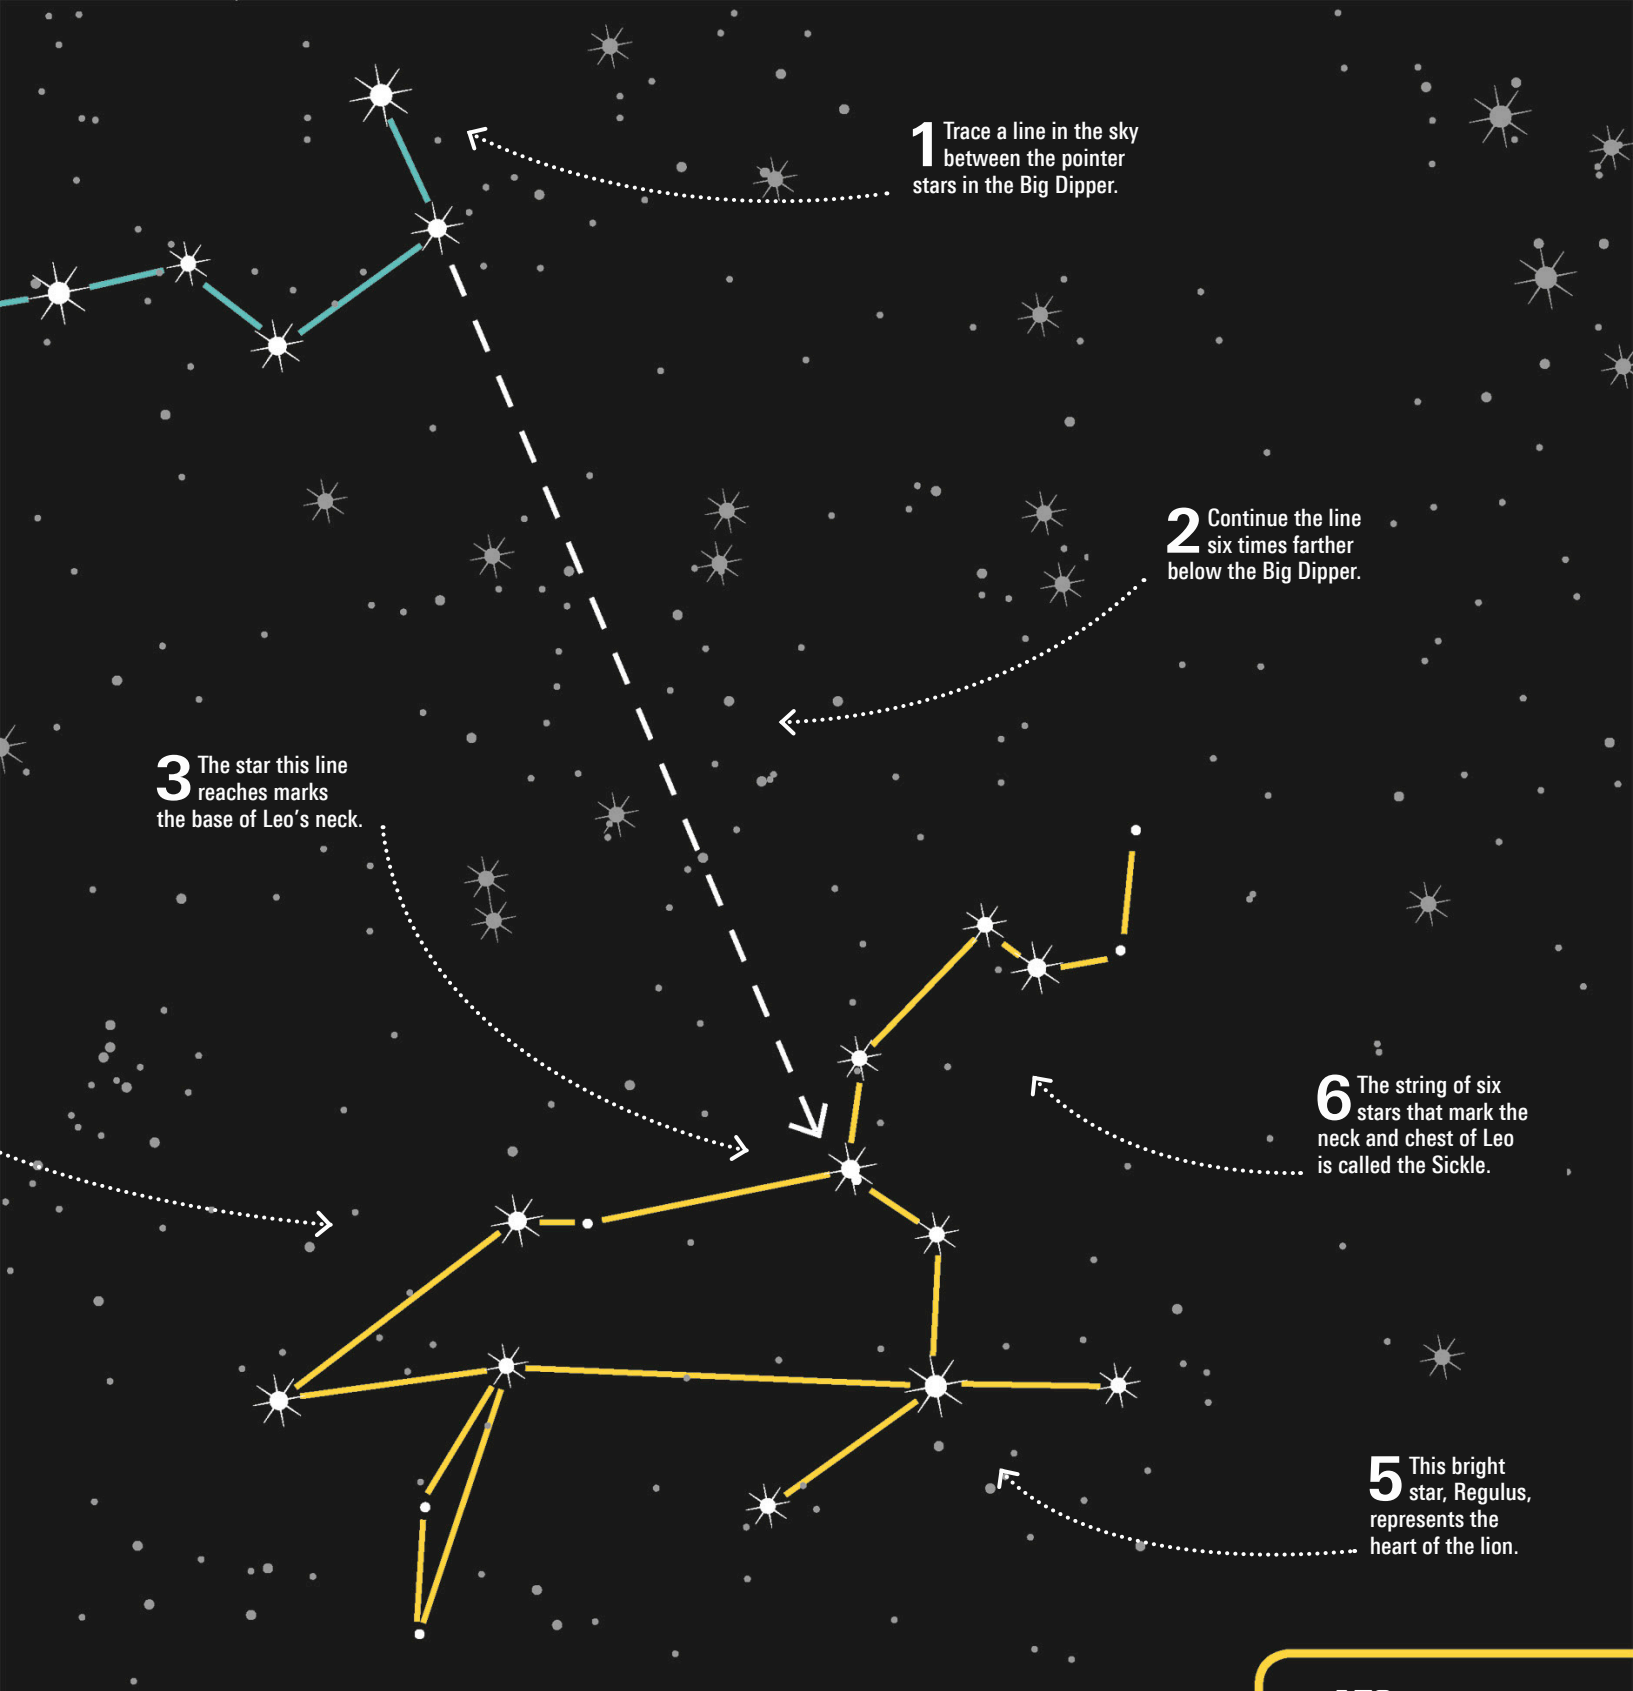 1 Trace a line in the sky
between the pointer
stars in the Big Dipper.
2 Continue the line
six times farther
below the Big Dipper.
3 The star this line
reaches marks
the base of Leo’s neck.
6 The string of six
stars that mark the
neck and chest of Leo
is called the Sickle.
5 This bright
star, Regulus,
represents the
heart of the lion.